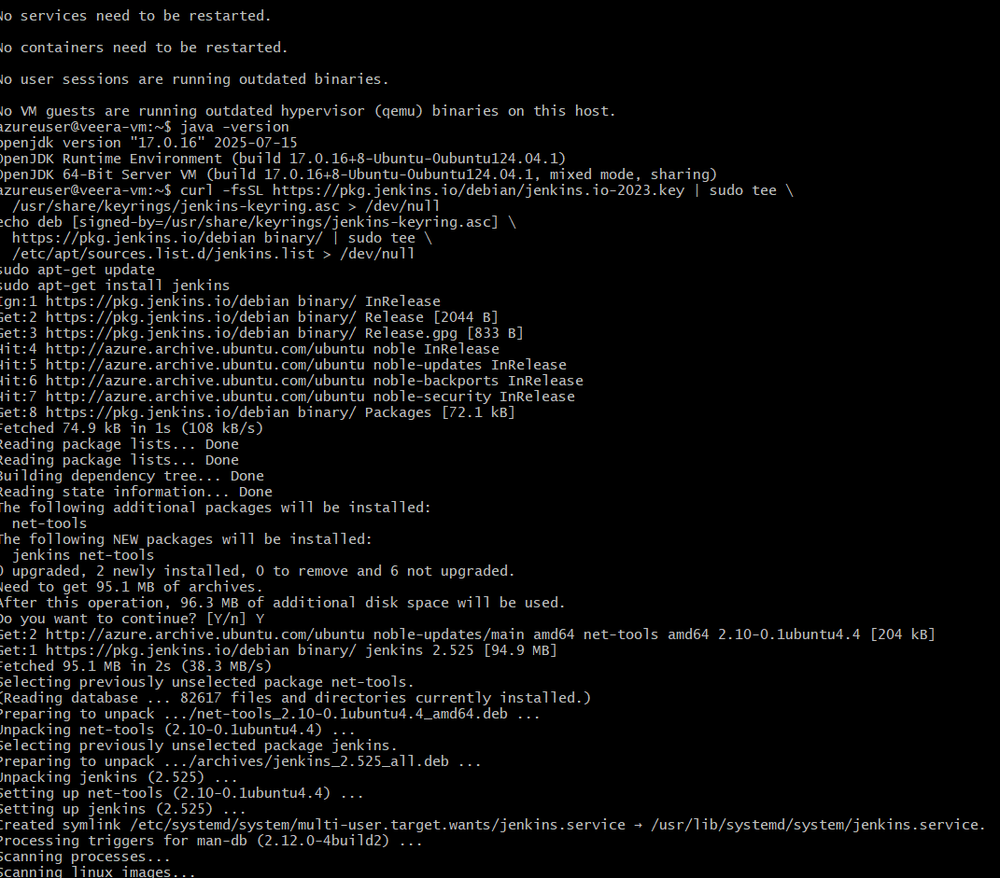 No services need to be restarted.
No containers need to be restarted.
No user sessions are running outdated binaries.
No VM guests are running outdated hypervisor (qemu) binaries on this host.
azureuser@veera-vm:~$ java -version
openjdk version "17.0.16" 2025-07-15
OpenJDK Runtime Environment (build 17.0.16+8-Ubuntu-0ubuntu124.04.1)
OpenJDK 64-Bit Server VM (build 17.0.16+8-Ubuntu-0ubuntu124.04.1, mixed mode, sharing)
azureuser@veera-vm:~$ curl -fsSL https://pkg.jenkins.io/debian/jenkins.io-2023.key | sudo tee \
  /usr/share/keyrings/jenkins-keyring.asc > /dev/null
echo deb [signed-by=/usr/share/keyrings/jenkins-keyring.asc] \
  https://pkg.jenkins.io/debian binary/ | sudo tee \
  /etc/apt/sources.list.d/jenkins.list > /dev/null
sudo apt-get update
sudo apt-get install jenkins
Ign:1 https://pkg.jenkins.io/debian binary/ InRelease
Get:2 https://pkg.jenkins.io/debian binary/ Release [2044 B]
Get:3 https://pkg.jenkins.io/debian binary/ Release.gpg [833 B]
Hit:4 http://azure.archive.ubuntu.com/ubuntu noble InRelease
Hit:5 http://azure.archive.ubuntu.com/ubuntu noble-updates InRelease
Hit:6 http://azure.archive.ubuntu.com/ubuntu noble-backports InRelease
Hit:7 http://azure.archive.ubuntu.com/ubuntu noble-security InRelease
Get:8 https://pkg.jenkins.io/debian binary/ Packages [72.1 kB]
Fetched 74.9 kB in 1s (108 kB/s)
Reading package lists... Done
Reading package lists... Done
Building dependency tree... Done
Reading state information... Done
The following additional packages will be installed:
  net-tools
The following NEW packages will be installed:
  jenkins net-tools
0 upgraded, 2 newly installed, 0 to remove and 6 not upgraded.
Need to get 95.1 MB of archives.
After this operation, 96.3 MB of additional disk space will be used.
Do you want to continue? [Y/n] Y
Get:2 http://azure.archive.ubuntu.com/ubuntu noble-updates/main amd64 net-tools amd64 2.10-0.1ubuntu4.4 [204 kB]
Get:1 https://pkg.jenkins.io/debian binary/ jenkins 2.525 [94.9 MB]
Fetched 95.1 MB in 2s (38.3 MB/s)
Selecting previously unselected package net-tools.
(Reading database ... 82617 files and directories currently installed.)
Preparing to unpack .../net-tools_2.10-0.1ubuntu4.4_amd64.deb ...
Unpacking net-tools (2.10-0.1ubuntu4.4) ...
Selecting previously unselected package jenkins.
Preparing to unpack .../archives/jenkins_2.525_all.deb ...
Unpacking jenkins (2.525) ...
Setting up net-tools (2.10-0.1ubuntu4.4) ...
Setting up jenkins (2.525) ...
Created symlink /etc/systemd/system/multi-user.target.wants/jenkins.service → /usr/lib/systemd/system/jenkins.service.
Processing triggers for man-db (2.12.0-4build2) ...
Scanning processes...
Scanning linux images...